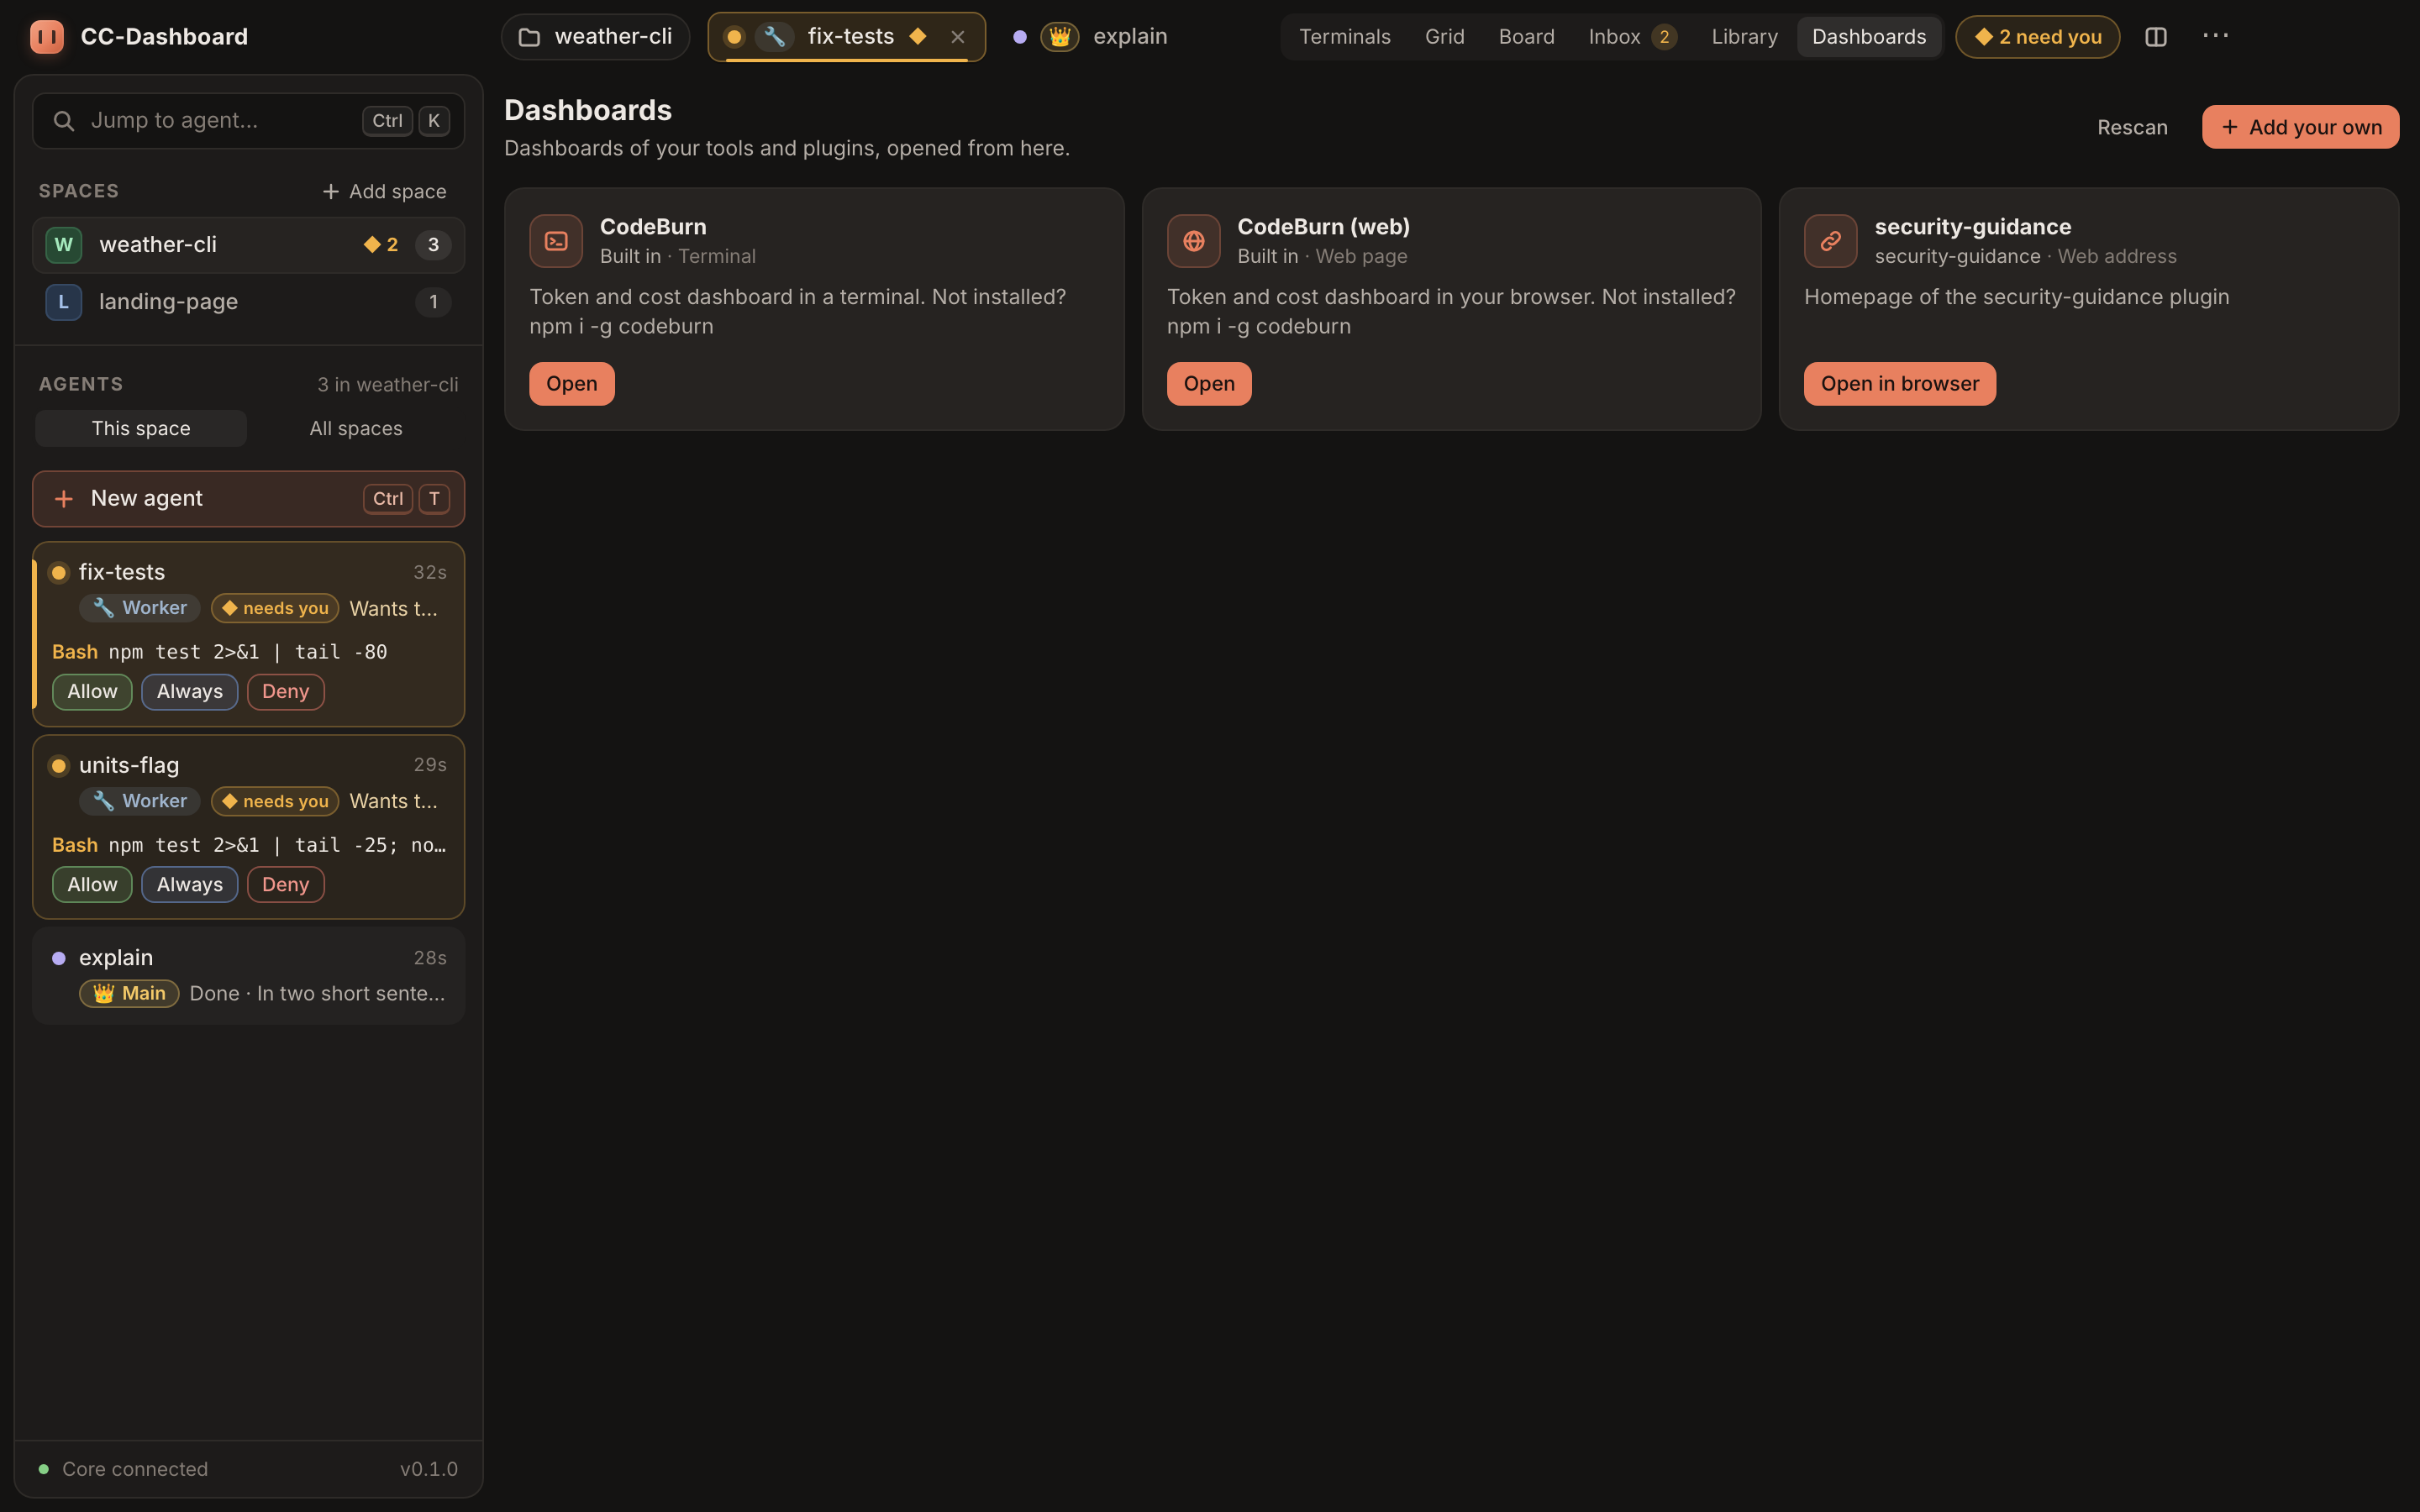 CC-Dashboard
weather-cli
fix-tests
explain
Terminals
Grid
Board
Inbox 2
Library
Dashboards
2 need you
Jump to agent...
Ctrl K
SPACES
Add space
W weather-cli 2 3
L landing-page 1
AGENTS
3 in weather-cli
This space
All spaces
New agent
Ctrl T
fix-tests 32s
Worker needs you Wants t...
Bash npm test 2>&1 | tail -80
Allow Always Deny
units-flag 29s
Worker needs you Wants t...
Bash npm test 2>&1 | tail -25; no…
Allow Always Deny
explain 28s
Main Done · In two short sente...
Core connected v0.1.0
Dashboards
Dashboards of your tools and plugins, opened from here.
Rescan
Add your own
CodeBurn
Built in · Terminal
Token and cost dashboard in a terminal. Not installed?
npm i -g codeburn
Open
CodeBurn (web)
Built in · Web page
Token and cost dashboard in your browser. Not installed?
npm i -g codeburn
Open
security-guidance
security-guidance · Web address
Homepage of the security-guidance plugin
Open in browser